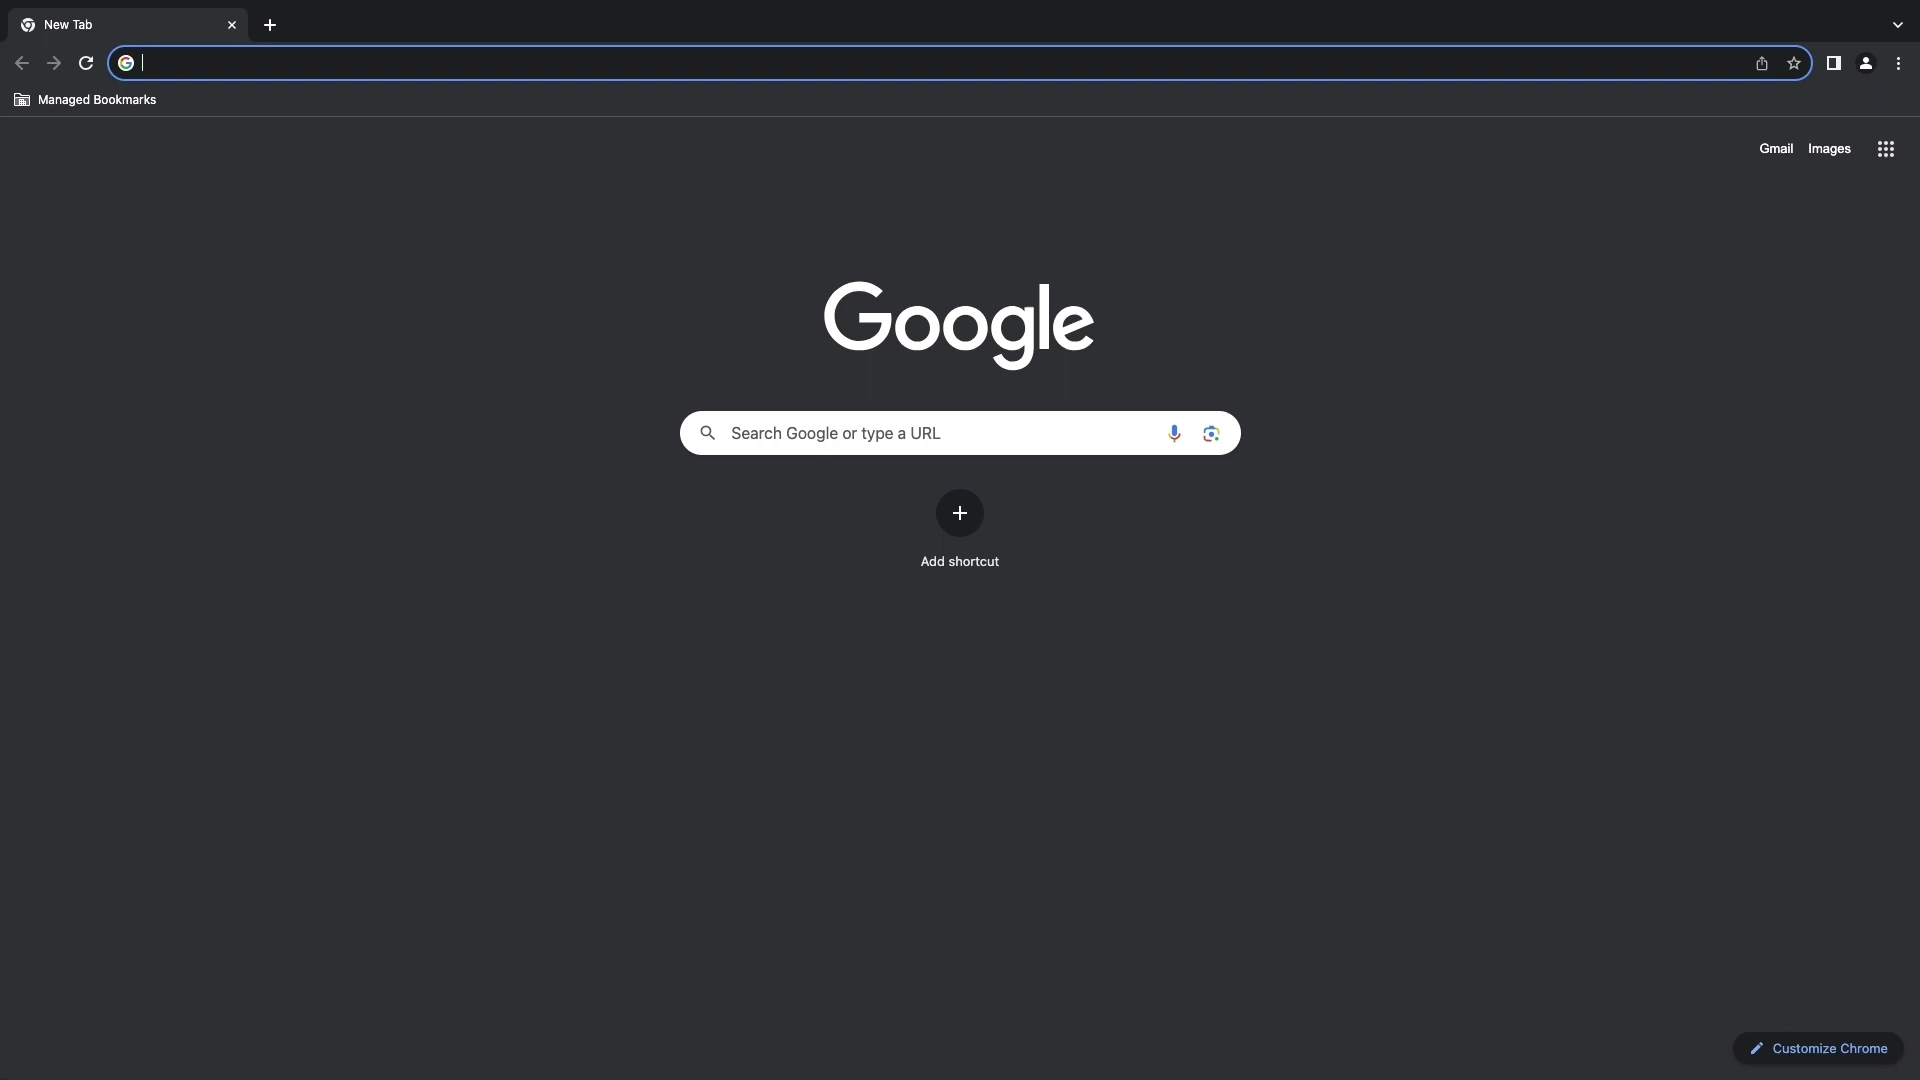 New Tab
Managed Bookmarks
Gmail Images
Google
Search Google or type a URL
Add shortcut
Customize Chrome